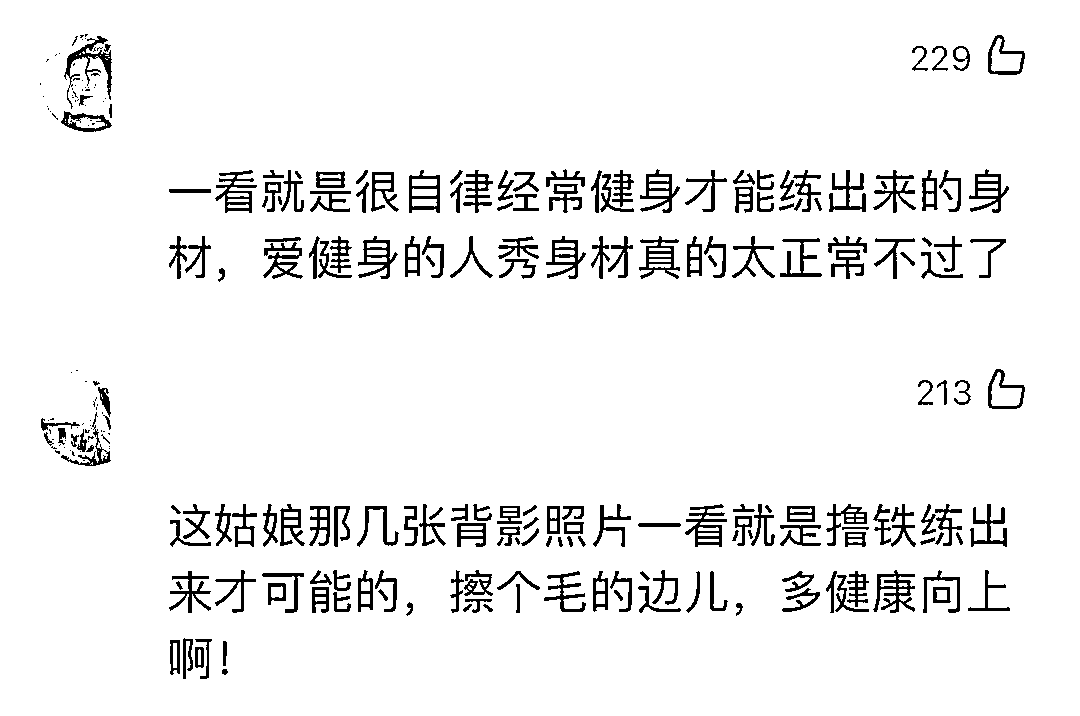 229
一看就是很自律经常健身才能练出来的身
材，爱健身的人秀身材真的太正常不过了
213
这姑娘那几张背影照片一看就是撸铁练出
来才可能的，擦个毛的边儿，多健康向上
啊！